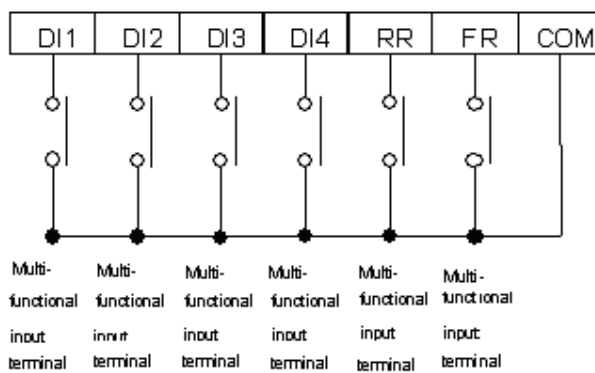 DI1 DI2 DI3 DI4 RR FR COM
Multi- Multi- Multi- Multi- Multi- Multi-
functional functional functional functional functional functional
input input input input input input
terminal terminal terminal terminal terminal terminal